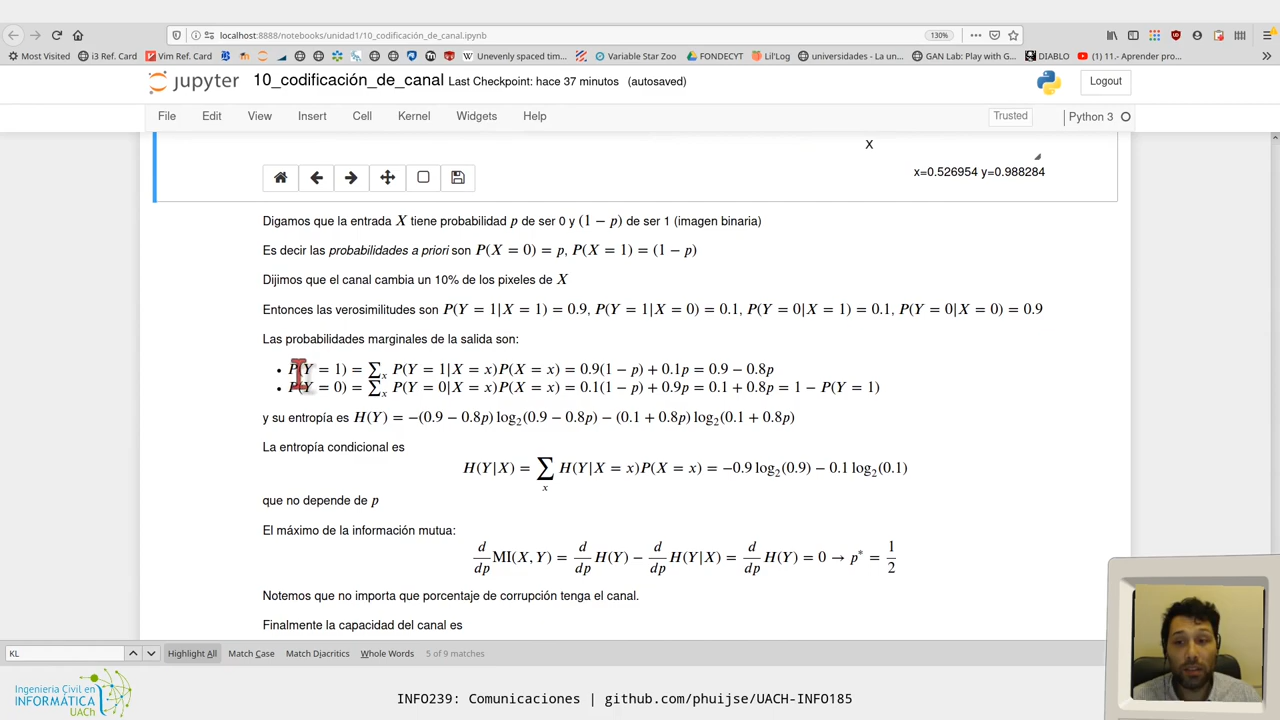 localhost:8888/notebooks/unidad1/10_codificación_de_canal.ipynb
130%
Most Visited i3 Ref. Card Vim Ref. Card Unevenly spaced wit... Variable Star Zoo FONDECYT Lil'Log universidades - La ... GAN Lab: Play with G... DIABLO (1) 11.- Aprender pro...
jupyter 10_codificación_de_canal Last Checkpoint: hace 37 minutos (autosaved) Logout
File Edit View Insert Cell Kernel Widgets Help Trusted Python 3
X
x=0.526954 y=0.988284
Digamos que la entrada X tiene probabilidad p de ser 0 y (1 − p) de ser 1 (imagen binaria)
Es decir las probabilidades a priori son P(X = 0) = p, P(X = 1) = (1 − p)
Dijimos que el canal cambia un 10% de los pixeles de X
Entonces las verosimilitudes son P(Y = 1|X = 1) = 0.9, P(Y = 1|X = 0) = 0.1, P(Y = 0|X = 1) = 0.1, P(Y = 0|X = 0) = 0.9
Las probabilidades marginales de la salida son:
• P(Y = 1) = ∑x P(Y = 1|X = x)P(X = x) = 0.9(1 − p) + 0.1p = 0.9 − 0.8p
• P(Y = 0) = ∑x P(Y = 0|X = x)P(X = x) = 0.1(1 − p) + 0.9p = 0.1 + 0.8p = 1 − P(Y = 1)
y su entropía es H(Y) = −(0.9 − 0.8p) log2(0.9 − 0.8p) − (0.1 + 0.8p) log2(0.1 + 0.8p)
La entropía condicional es
H(Y|X) = ∑x H(Y|X = x)P(X = x) = −0.9 log2(0.9) − 0.1 log2(0.1)
que no depende de p
El máximo de la información mutua:
d/dp MI(X, Y) = d/dp H(Y) − d/dp H(Y|X) = d/dp H(Y) = 0 → p* = 1/2
Notemos que no importa que porcentaje de corrupción tenga el canal.
Finalmente la capacidad del canal es
KL Highlight All Match Case Match Diacritics Whole Words 5 of 9 matches
Ingeniería Civil en
INFORMÁTICA
UACh
INFO239: Comunicaciones | github.com/phuijse/UACH-INFO185